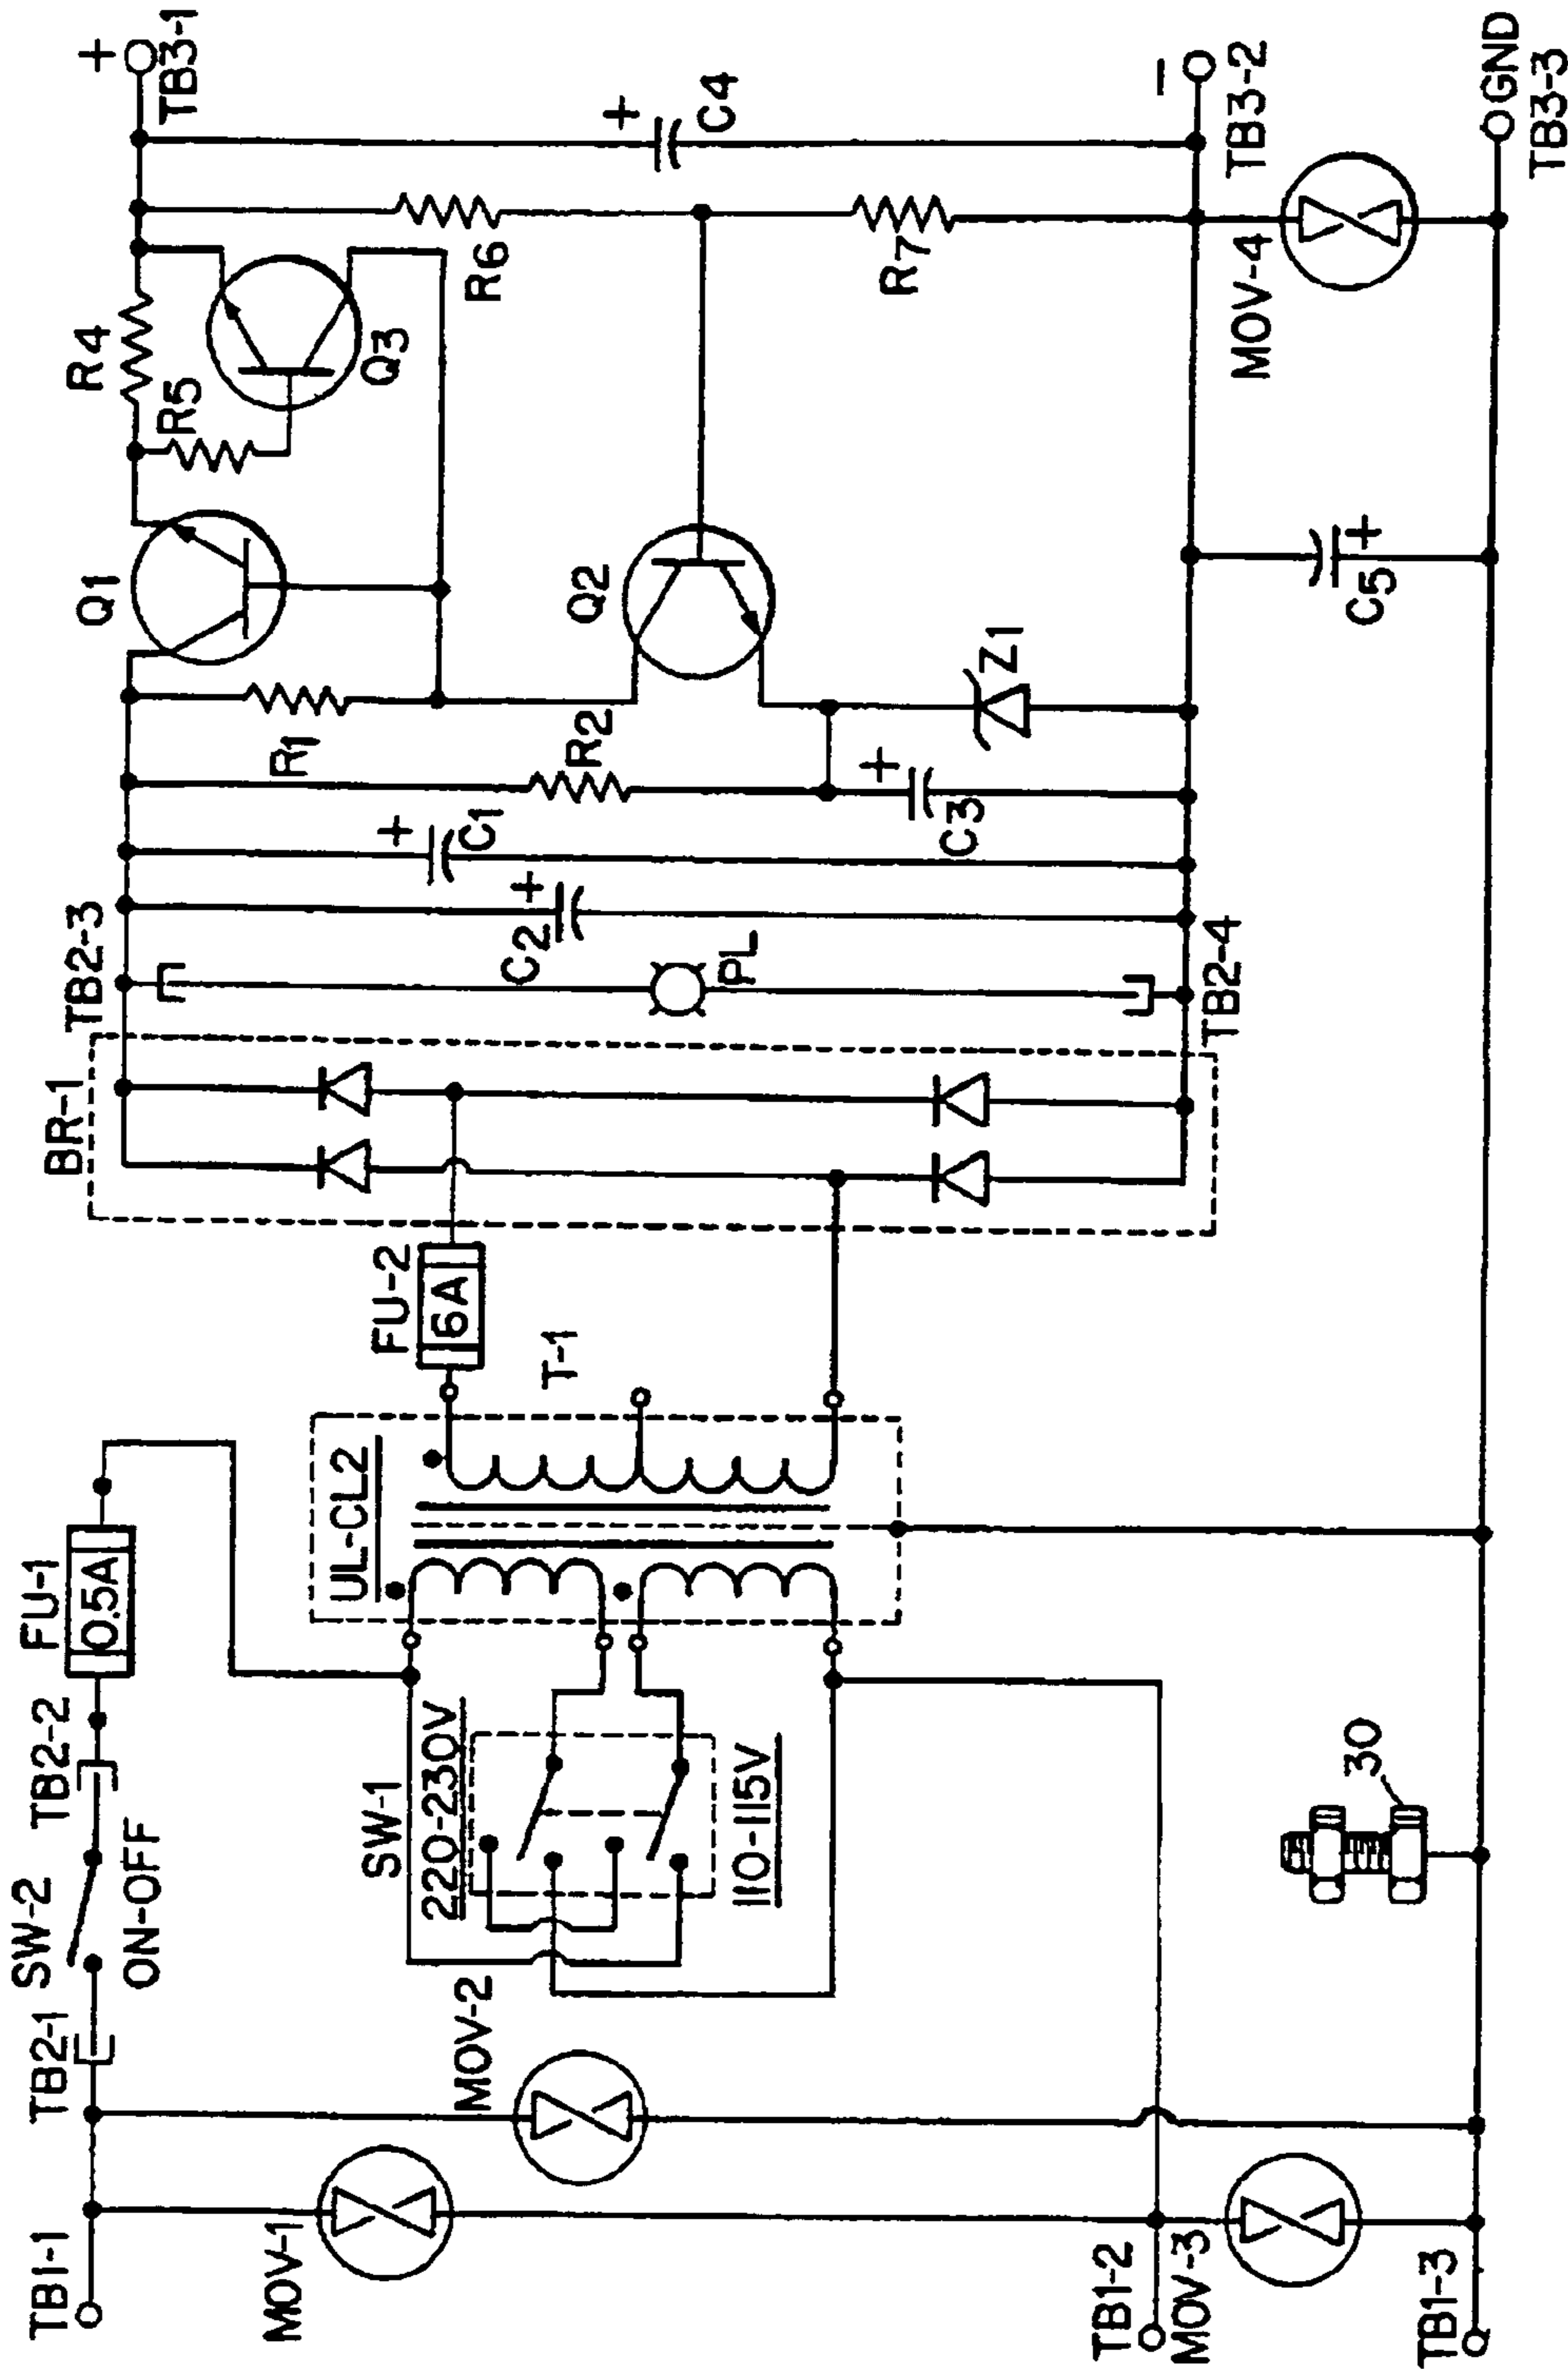 TB1-1
TB2-1
SW-2
ON-OFF
TB2-2
FU-1
0.5A
MOV-1
MOV-2
SW-1
220-230V
110-115V
UL-CL2
T-1
FU-2
6A
BR-1
TB2-3
PL
TB2-4
C2
+
C1
+
R1
R2
C3
+
Q1
Q2
Z1
R5
R4
Q3
R6
R7
C4
+
+
TB3-1
−
TB3-2
C5
+
MOV-4
GND
TB3-3
30
TB1-2
MOV-3
TB1-3